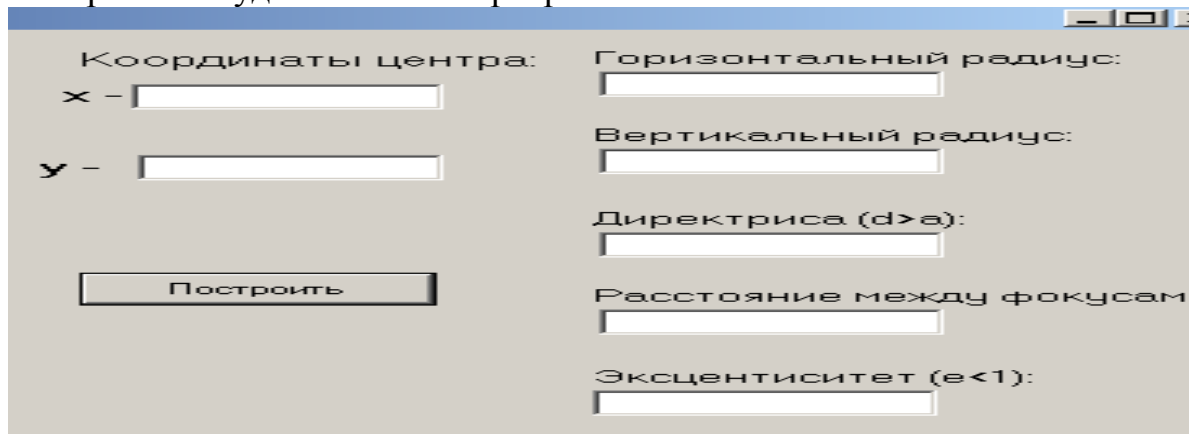 Координаты центра:
x -
y -
Построить
Горизонтальный радиус:
Вертикальный радиус:
Директриса (d>a):
Расстояние между фокусам
Эксцентиситет (e<1):